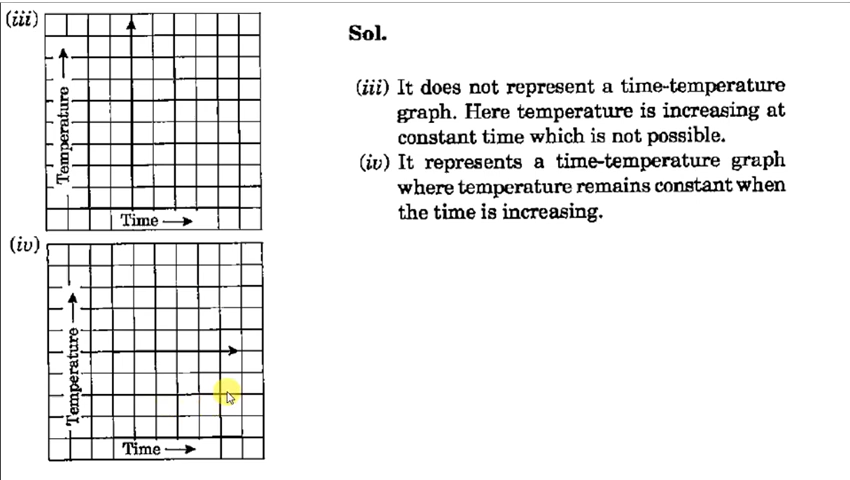 (iii)
Temperature
Time
(iv)
Temperature
Time
Sol.
(iii) It does not represent a time-temperature
graph. Here temperature is increasing at
constant time which is not possible.
(iv) It represents a time-temperature graph
where temperature remains constant when
the time is increasing.